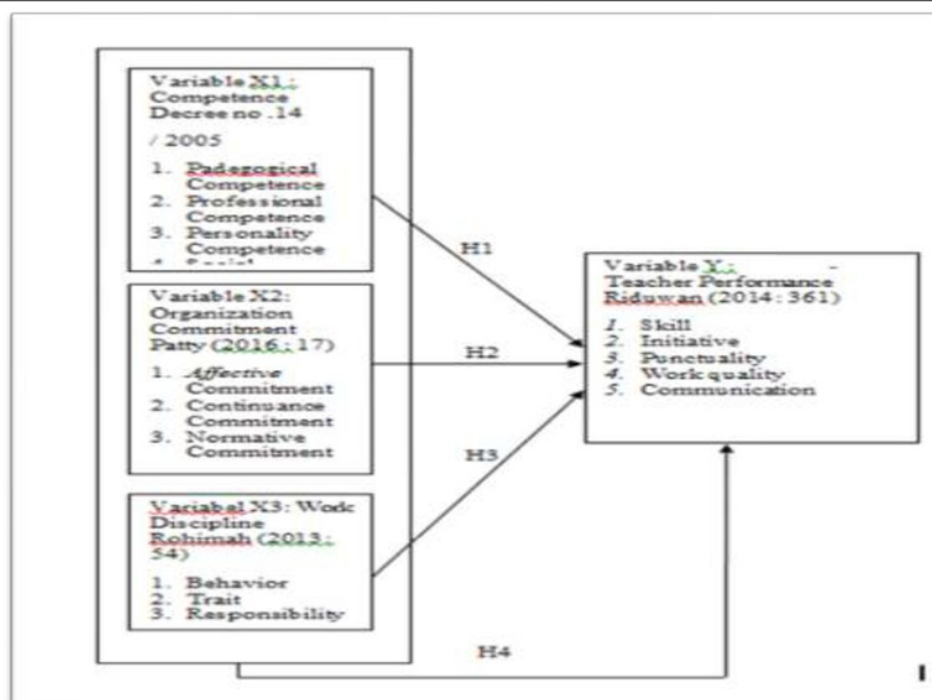 Variable X1 :
Competence
Decree no .14
/ 2005
1. Padegogical
Competence
2. Professional
Competence
3. Personality
Competence
Variable X2:
Organization
Commitment
Patty (2016 : 17)
1. Affective
Commitment
2. Continuance
Commitment
3. Normative
Commitment
Variabel X3: Work
Discipline
Rohimah (2013 :
54)
1. Behavior
2. Trait
3. Responsibility
H1
H2
H3
H4
Variable Y :
Teacher Performance
Riduwan (2014 : 361)
1. Skill
2. Initiative
3. Punctuality
4. Work quality
5. Communication